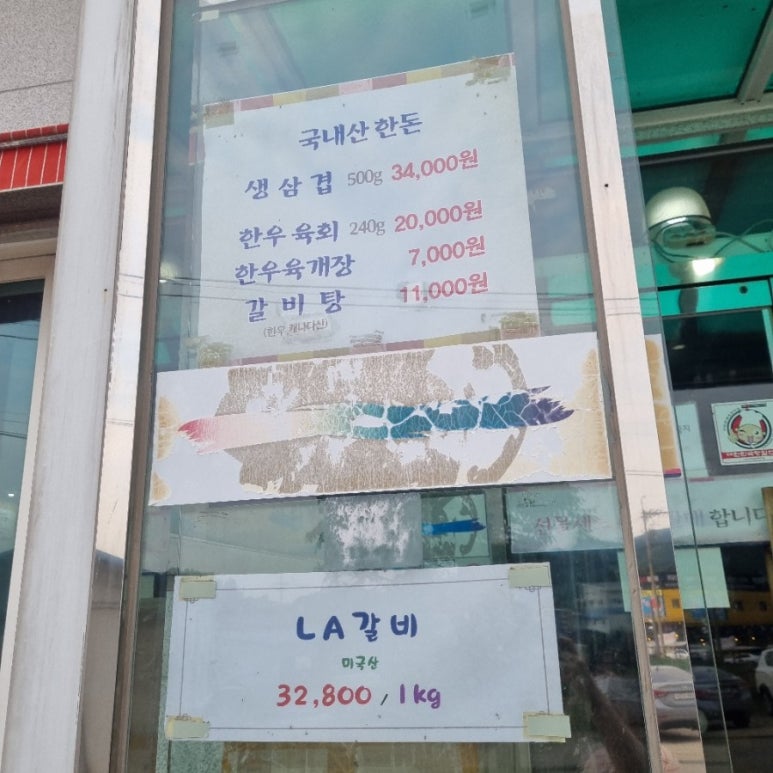 국내산 한돈
생 삼 겹 500g 34,000원
한우 육회 240g 20,000원
한우육개장 7,000원
갈 비 탕 11,000원
(한우, 캐나다산)
합니다
LA갈비
미국산
32,800 / 1kg